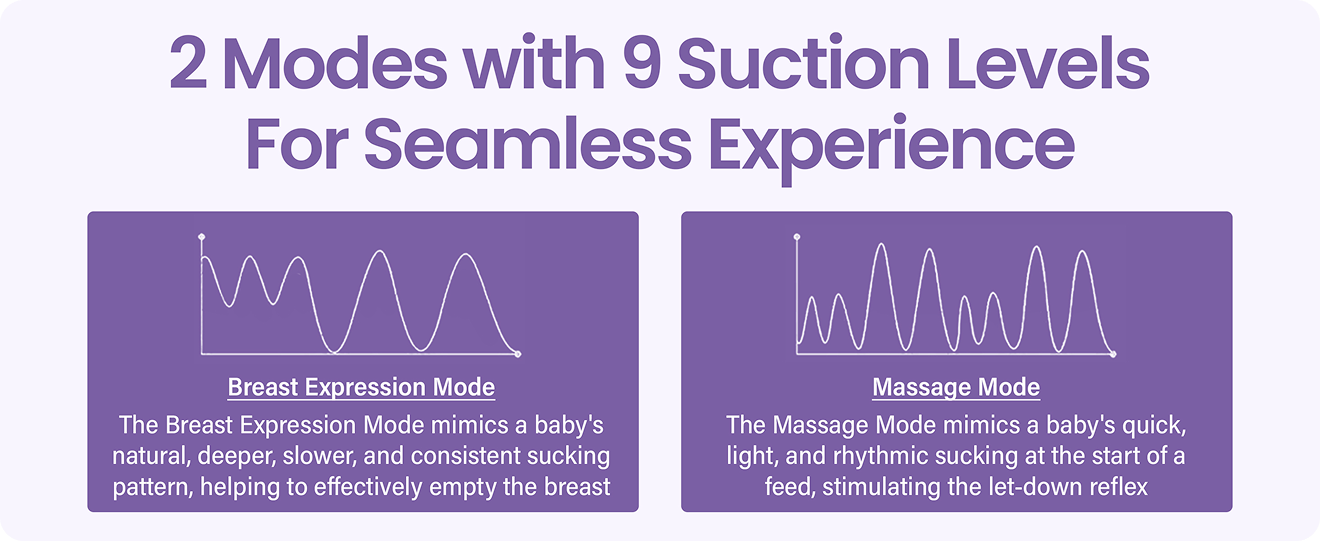 2 Modes with 9 Suction Levels
For Seamless Experience
Breast Expression Mode
The Breast Expression Mode mimics a baby's
natural, deeper, slower, and consistent sucking
pattern, helping to effectively empty the breast
Massage Mode
The Massage Mode mimics a baby's quick,
light, and rhythmic sucking at the start of a
feed, stimulating the let-down reflex